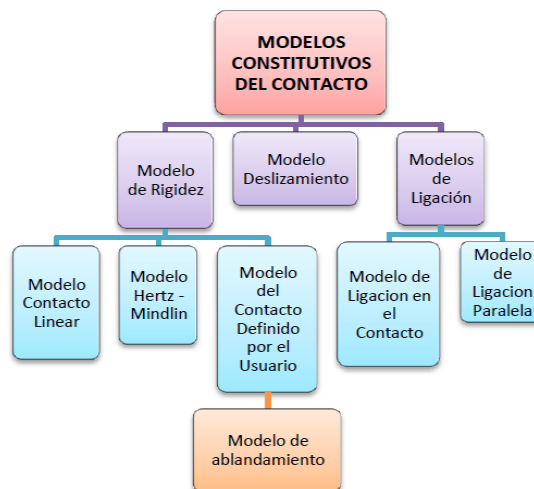 MODELOS
CONSTITUTIVOS
DEL CONTACTO
Modelo
de Rigidez
Modelo
Deslizamiento
Modelos
de
Ligación
Modelo
Contacto
Linear
Modelo
Hertz -
Mindlin
Modelo
del
Contacto
Definido
por el
Usuario
Modelo de
Ligacion en
el
Contacto
Modelo
de
Ligacion
Paralela
Modelo de
ablandamiento